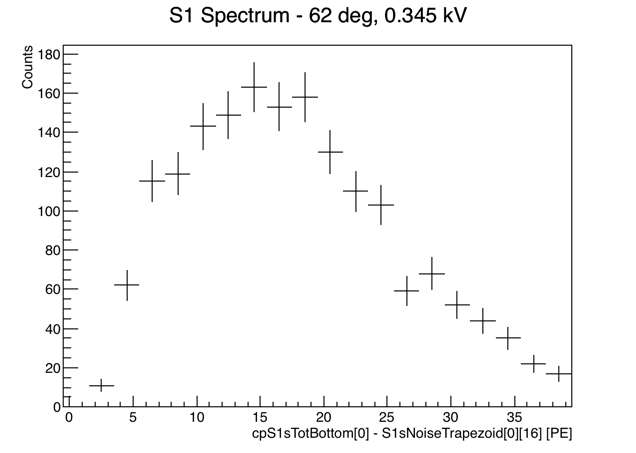 S1 Spectrum - 62 deg, 0.345 kV
Counts
180
160
140
120
100
80
60
40
20
0
0 5 10 15 20 25 30 35
cpS1sTotBottom[0] - S1sNoiseTrapezoid[0][16] [PE]